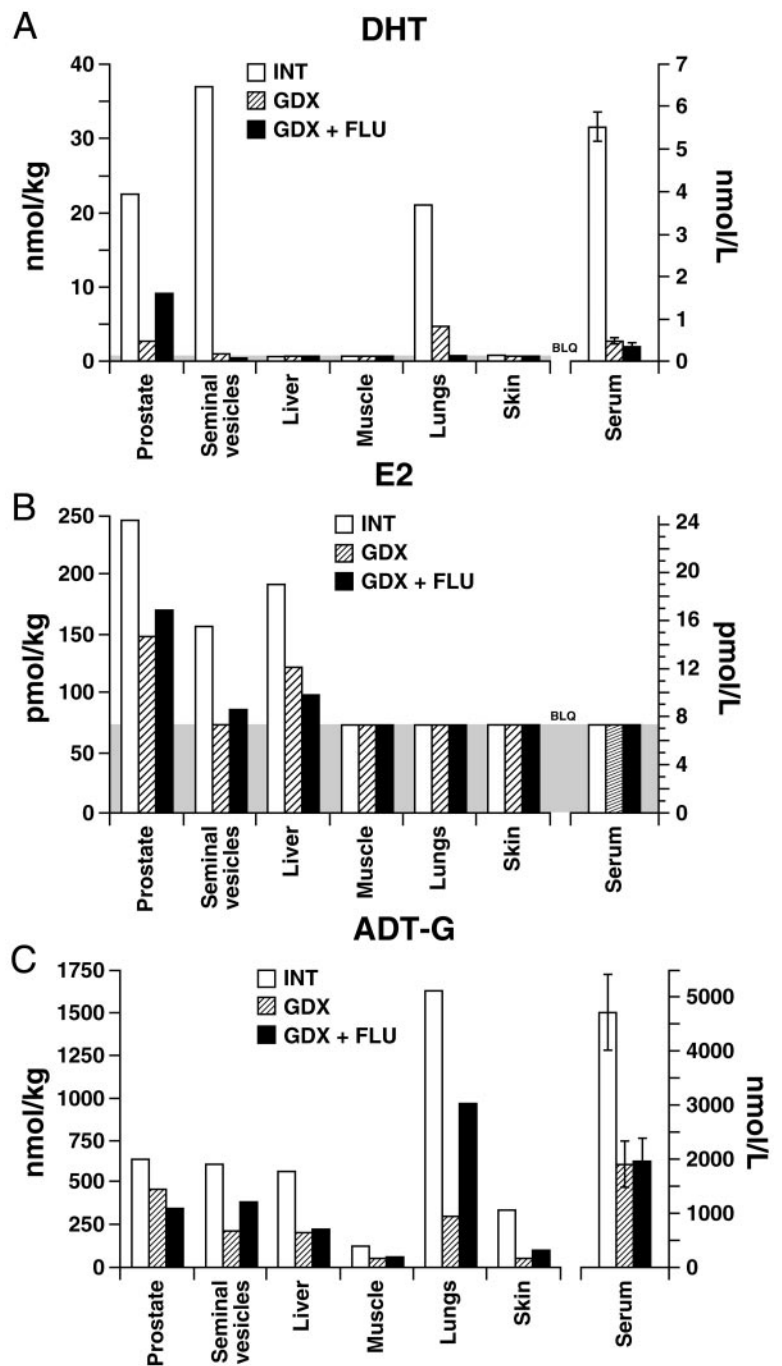 A
DHT
40
30
20
10
0
nmol/kg
INT
GDX
GDX + FLU
BLQ
7
6
5
4
3
2
1
0
nmol/L
Prostate
Seminal
vesicles
Liver
Muscle
Lungs
Skin
Serum
B
E2
250
200
150
100
50
0
pmol/kg
INT
GDX
GDX + FLU
BLQ
24
20
16
12
8
4
0
pmol/L
Prostate
Seminal
vesicles
Liver
Muscle
Lungs
Skin
Serum
C
ADT-G
1750
1500
1250
1000
750
500
250
0
nmol/kg
INT
GDX
GDX + FLU
5000
4000
3000
2000
1000
0
nmol/L
Prostate
Seminal
vesicles
Liver
Muscle
Lungs
Skin
Serum